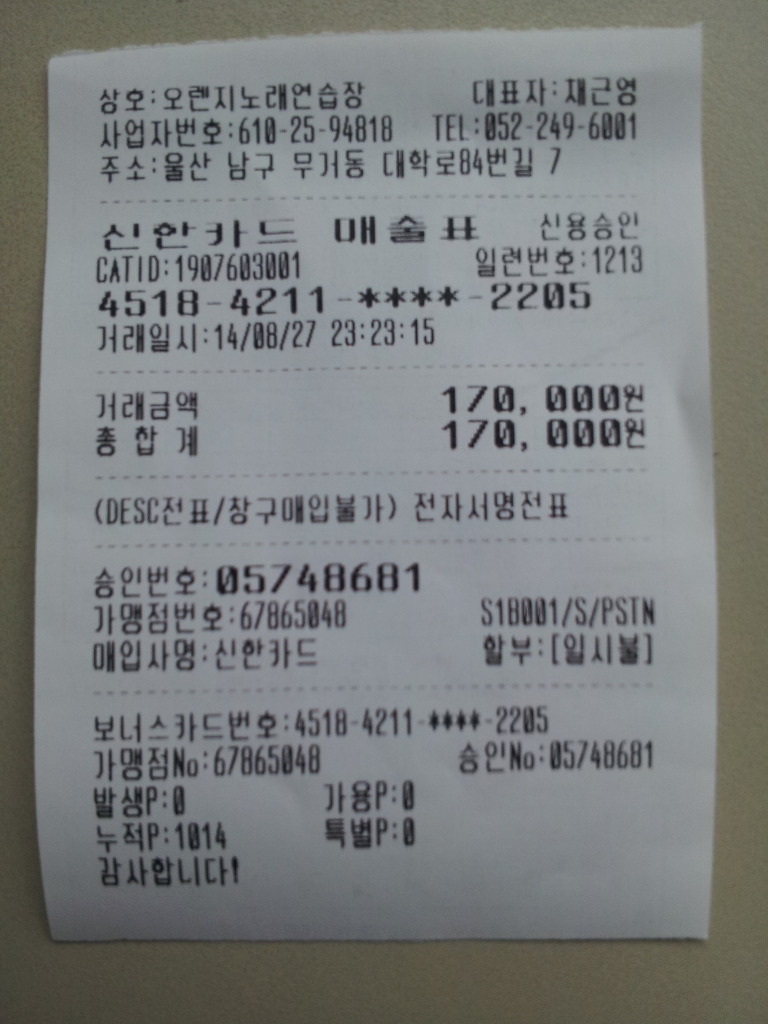 상호:오렌지노래연습장 대표자:채근영
사업자번호:610-25-94818 TEL:052-249-6001
주소:울산 남구 무거동 대학로84번길 7
신한카드 매출표 신용승인
CATID:1907603001 일련번호:1213
4518-4211-****-2205
거래일시:14/08/27 23:23:15
거래금액 170,000원
총 합 계 170,000원
(DESC전표/창구매입불가) 전자서명전표
승인번호:05748681
가맹점번호:67865048 S1B001/S/PSTN
매입사명:신한카드 할부:[일시불]
보너스카드번호:4518-4211-****-2205
가맹점No:67865048 승인No:05748681
발생P:0 가용P:0
누적P:1014 특별P:0
감사합니다!